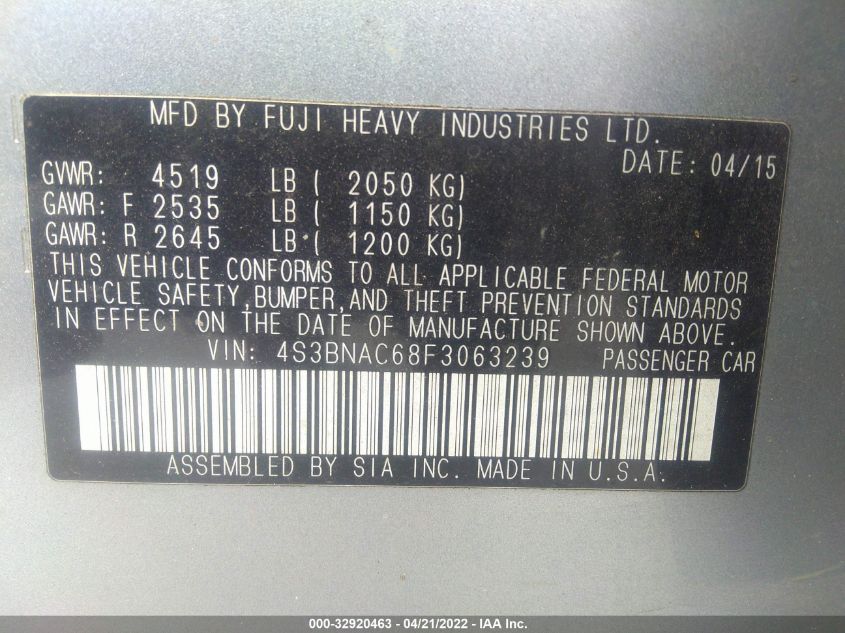 MFD BY FUJI HEAVY INDUSTRIES LTD.
DATE: 04/15
GVWR: 4519 LB ( 2050 KG)
GAWR: F 2535 LB ( 1150 KG)
GAWR: R 2645 LB ( 1200 KG)
THIS VEHICLE CONFORMS TO ALL APPLICABLE FEDERAL MOTOR
VEHICLE SAFETY, BUMPER, AND THEFT PREVENTION STANDARDS
IN EFFECT ON THE DATE OF MANUFACTURE SHOWN ABOVE.
VIN: 4S3BNAC68F3063239 PASSENGER CAR
ASSEMBLED BY SIA INC. MADE IN U.S.A.
000-32920463 - 04/21/2022 - IAA Inc.